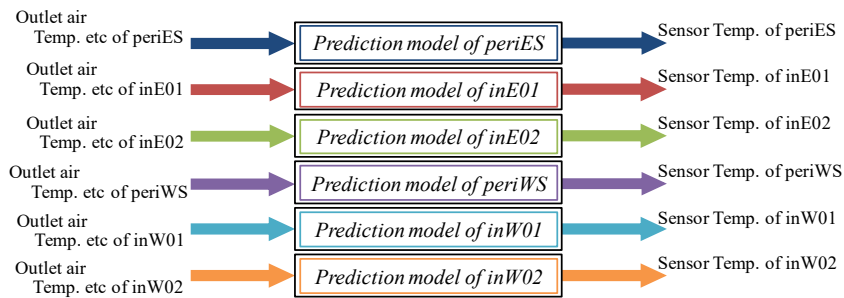 Outlet air
Temp. etc of periES
Prediction model of periES
Sensor Temp. of periES
Outlet air
Temp. etc of inE01
Prediction model of inE01
Sensor Temp. of inE01
Outlet air
Temp. etc of inE02
Prediction model of inE02
Sensor Temp. of inE02
Outlet air
Temp. etc of periWS
Prediction model of periWS
Sensor Temp. of periWS
Outlet air
Temp. etc of inW01
Prediction model of inW01
Sensor Temp. of inW01
Outlet air
Temp. etc of inW02
Prediction model of inW02
Sensor Temp. of inW02